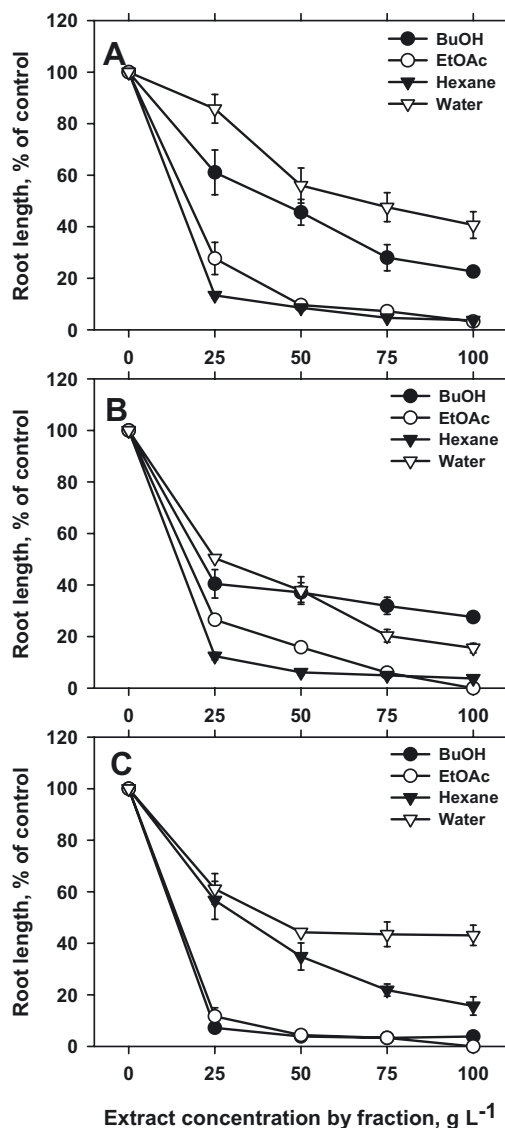 A
BuOH
EtOAc
Hexane
Water
Root length, % of control
120
100
80
60
40
20
0
0 25 50 75 100
B
BuOH
EtOAc
Hexane
Water
Root length, % of control
120
100
80
60
40
20
0
0 25 50 75 100
C
BuOH
EtOAc
Hexane
Water
Root length, % of control
120
100
80
60
40
20
0
0 25 50 75 100
Extract concentration by fraction, g L-1